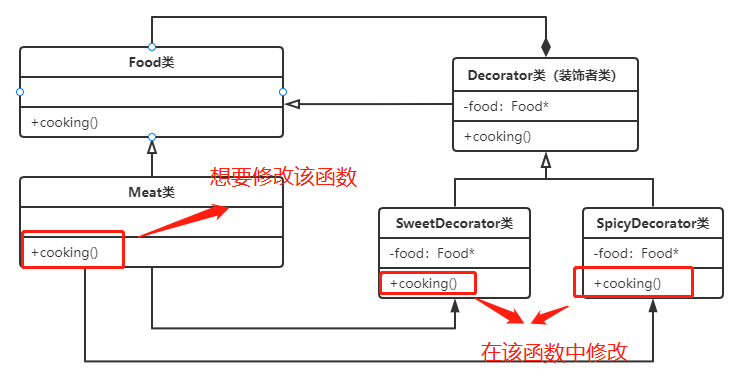 Food类
+cooking()
Decorator类（装饰者类）
-food：Food*
+cooking()
Meat类
+cooking()
想要修改该函数
SweetDecorator类
-food：Food*
+cooking()
SpicyDecorator类
-food：Food*
+cooking()
在该函数中修改